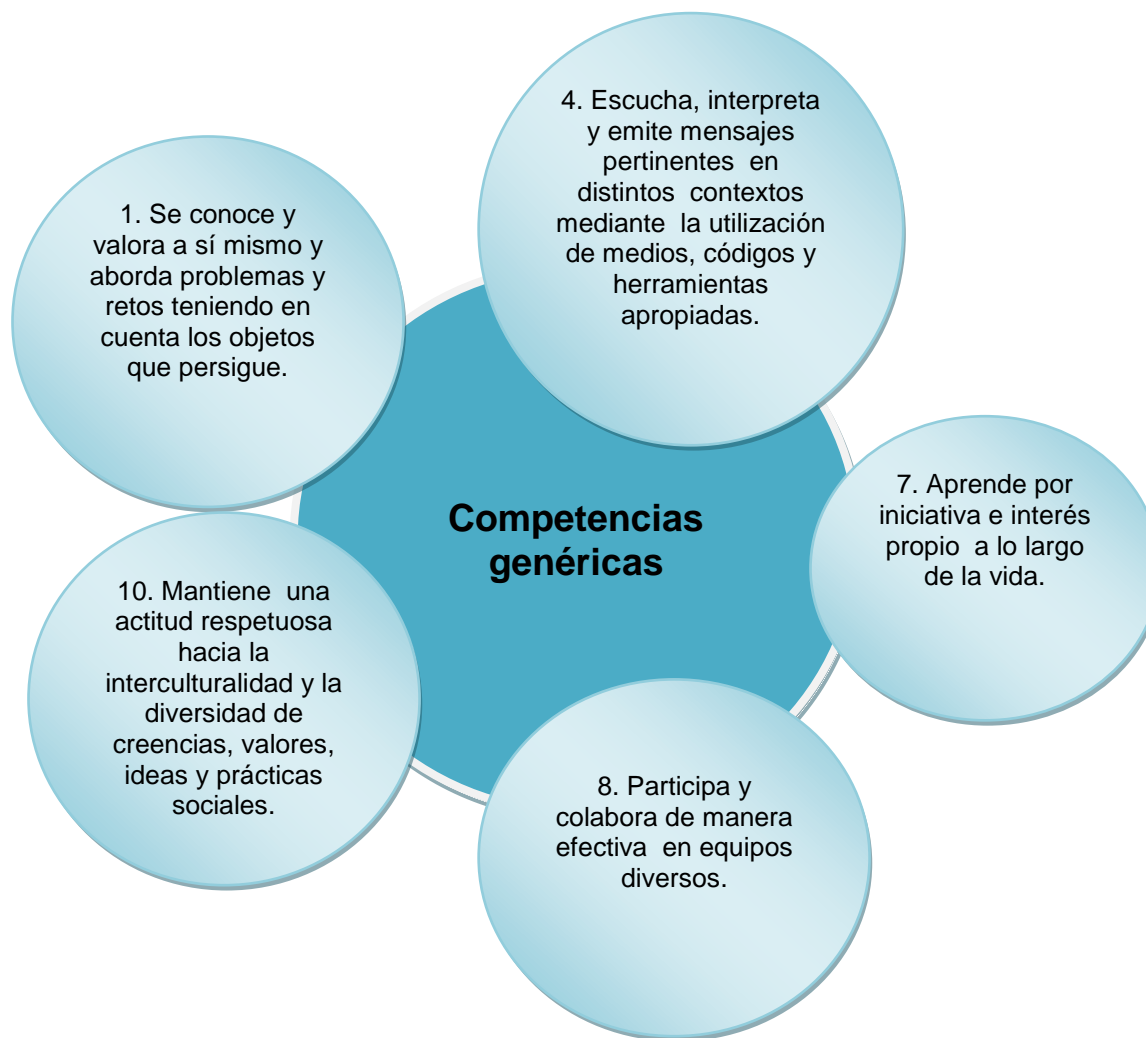 4. Escucha, interpreta
y emite mensajes
pertinentes en
distintos contextos
mediante la utilización
de medios, códigos y
herramientas
apropiadas.
1. Se conoce y
valora a sí mismo y
aborda problemas y
retos teniendo en
cuenta los objetos
que persigue.
Competencias
genéricas
7. Aprende por
iniciativa e interés
propio a lo largo
de la vida.
10. Mantiene una
actitud respetuosa
hacia la
interculturalidad y la
diversidad de
creencias, valores,
ideas y prácticas
sociales.
8. Participa y
colabora de manera
efectiva en equipos
diversos.